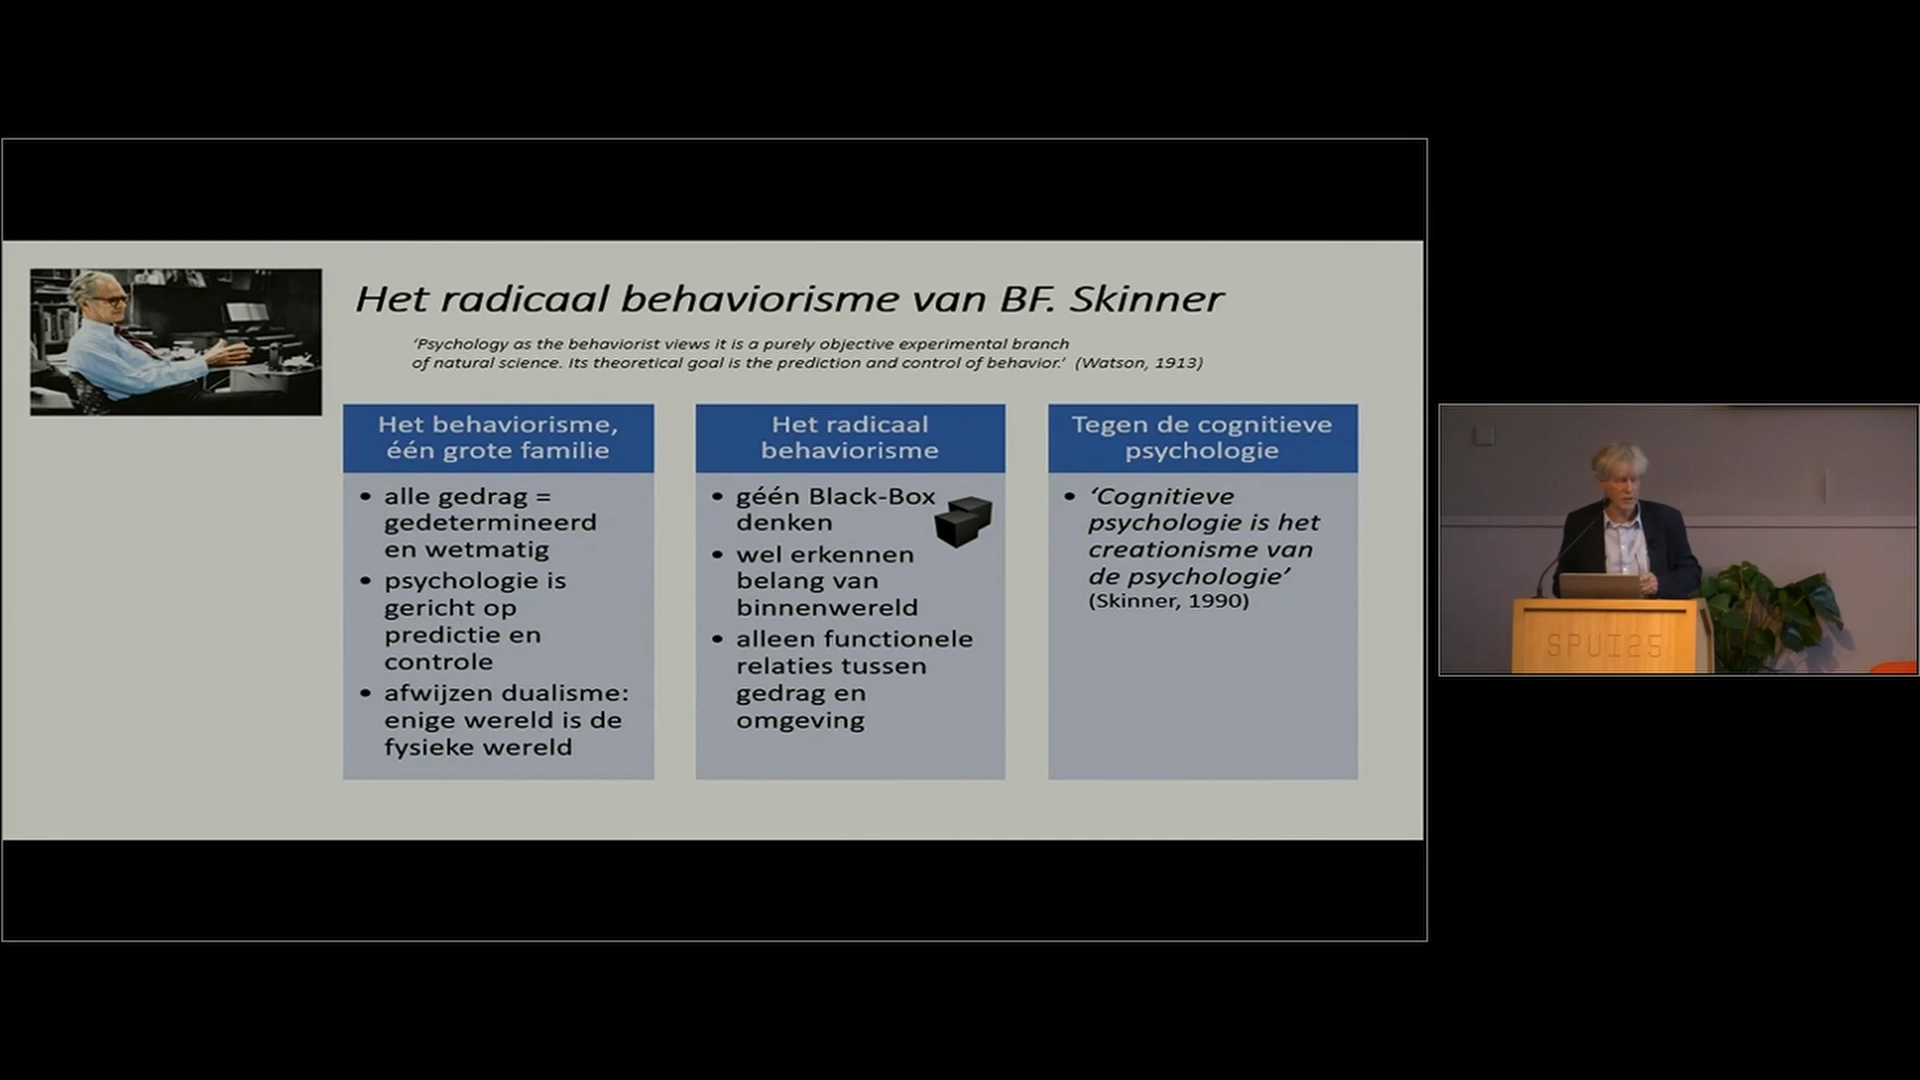 Het radicaal behaviorisme van BF. Skinner
‘Psychology as the behaviorist views it is a purely objective experimental branch
of natural science. Its theoretical goal is the prediction and control of behavior.’ (Watson, 1913)
Het behaviorisme,
één grote familie
• alle gedrag =
gedetermineerd
en wetmatig
• psychologie is
gericht op
predictie en
controle
• afwijzen dualisme:
enige wereld is de
fysieke wereld
Het radicaal
behaviorisme
• géén Black-Box
denken
• wel erkennen
belang van
binnenwereld
• alleen functionele
relaties tussen
gedrag en
omgeving
Tegen de cognitieve
psychologie
• ‘Cognitieve
psychologie is het
creationisme van
de psychologie’
(Skinner, 1990)
SPUI25